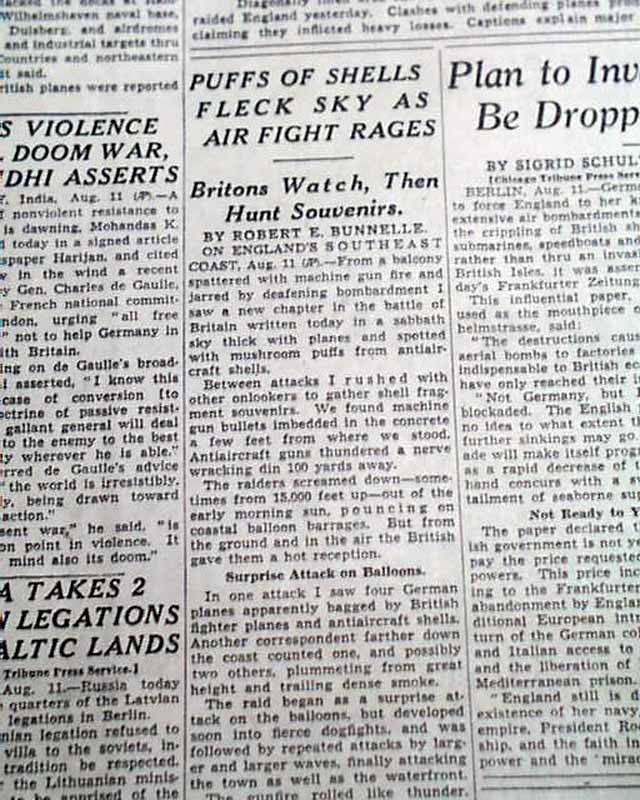 Wilhelmshaven naval base,
Duisberg, and airdromes
and industrial targets thru
Countries and northeastern
it said.
British planes were reported
S VIOLENCE
DOOM WAR,
DHI ASSERTS
India, Aug. 11 (AP).—A
nonviolent resistance to
is dawning, Mohandas K.
today in a signed article
spaper Harijan, and cited
in the wind a recent
Gen. Charles de Gaulle,
French national commit-
ndon, urging "all free
" not to help Germany in
ith Britain.
ing on de Gaulle's broad-
asserted, "I know this
case of conversion [to
ctrine of passive resist-
gallant general will deal
to the enemy to the best
y wherever he is able."
rred de Gaulle's advice
"the world is irresistibly,
ly, being drawn toward
action."
sent war," he said, "is
on point in violence. It
mind also its doom."
A TAKES 2
N LEGATIONS
ALTIC LANDS
Tribune Press Service.]
Aug. 11.—Russia today
quarters of the Latvian
legations in Berlin.
nian legation refused to
villa to the soviets, in-
tradition be respected.
the Lithuanian minis-
be apprised of the
raided England yesterday. Clashes with defending planes
claiming they inflicted heavy losses. Captions explain major
PUFFS OF SHELLS
FLECK SKY AS
AIR FIGHT RAGES
Britons Watch, Then
Hunt Souvenirs.
BY ROBERT E. BUNNELLE.
ON ENGLAND'S SOUTHEAST
COAST, Aug. 11 (AP)—From a balcony
spattered with machine gun fire and
jarred by deafening bombardment I
saw a new chapter in the battle of
Britain written today in a sabbath
sky thick with planes and spotted
with mushroom puffs from antiair-
craft shells.
Between attacks I rushed with
other onlookers to gather shell frag-
ment souvenirs. We found machine
gun bullets imbedded in the concrete
a few feet from where we stood.
Antiaircraft guns thundered a nerve
wracking din 100 yards away.
The raiders screamed down—some-
times from 15,000 feet up—out of the
early morning sun, pouncing on
coastal balloon barrages. But from
the ground and in the air the British
gave them a hot reception.
Surprise Attack on Balloons.
In one attack I saw four German
planes apparently bagged by British
fighter planes and antiaircraft shells.
Another correspondent farther down
the coast counted one, and possibly
two others, plummeting from great
height and trailing dense smoke.
The raid began as a surprise at-
tack on the balloons, but developed
soon into fierce dogfights, and was
followed by repeated attacks by larg-
er and larger waves, finally attacking
the town as well as the waterfront.
The gunfire rolled like thunder.
Plan to Inv
Be Dropp
BY SIGRID SCHUL
[Chicago Tribune Press Serv
BERLIN, Aug. 11.—Germ
to force England to her k
extensive air bombardments
the crippling of British sh
submarines, speedboats and
rather than thru an invas
British Isles, it was assert
day's Frankfurter Zeitung
This influential paper,
used as the mouthpiece o
helmstrasse, said:
"The destructions caus
aerial bombs to factories
indispensable to British ec
have only reached their i
"Not Germany, but
blockaded. The English
no idea to what extent th
further sinkings may go
ade will make itself prog
as a rapid decrease of
hand concurs with a sv
tailment of seaborne sup
Not Ready to Y
The paper declared
ish government is not ye
pay the price requested
powers. This price inc
ing to the Frankfurter
abandonment by Englan
ditional European intr
turn of the German co
and Italian access to
and the liberation of
Mediterranean prison.
"England still is d
existence of her navy
empire, President Roo
ship, and the faith in
power and the 'mirac